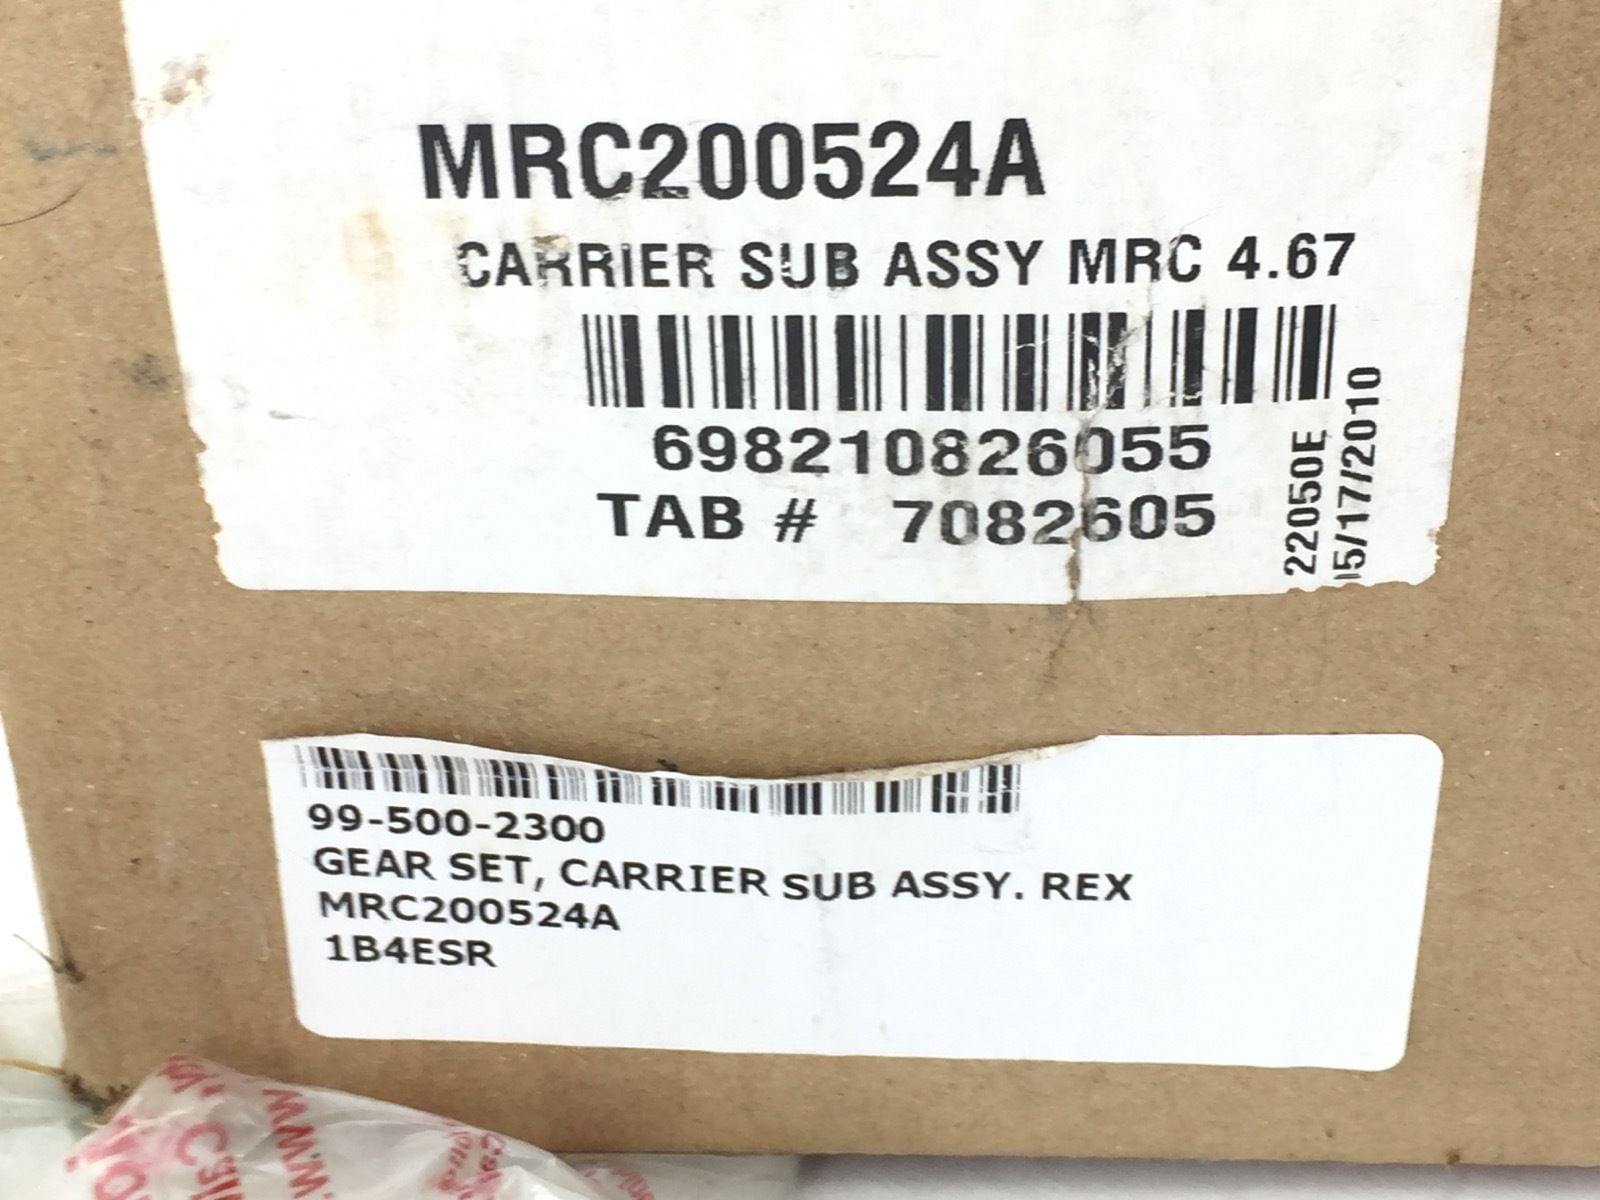 MRC200524A
CARRIER SUB ASSY MRC 4.67
698210826055
TAB # 7082605
22050E
5/17/2010
99-500-2300
GEAR SET, CARRIER SUB ASSY. REX
MRC200524A
1B4ESR